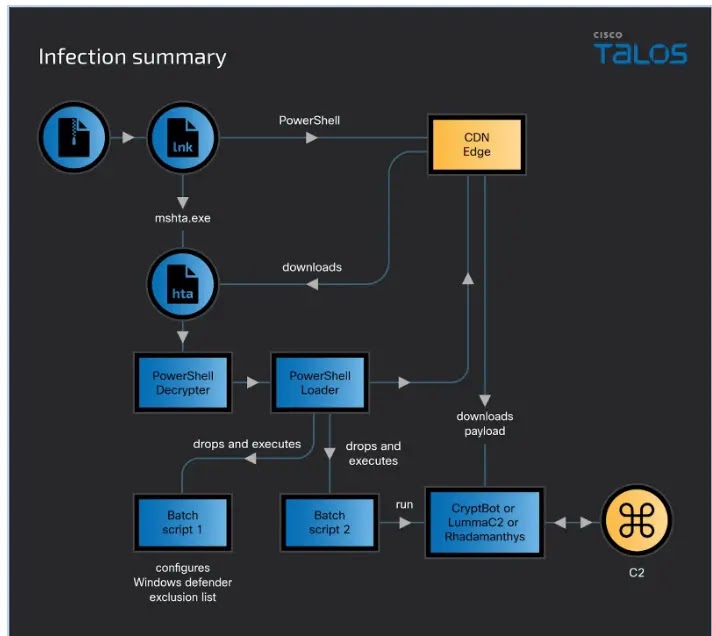 Infection summary
CISCO
TALOS
PowerShell
CDN
Edge
lnk
mshta.exe
downloads
hta
PowerShell
Decrypter
PowerShell
Loader
downloads
payload
drops and executes
drops and
executes
Batch
script 1
Batch
script 2
run
CryptBot or
LummaC2 or
Rhadamanthys
configures
Windows defender
exclusion list
C2